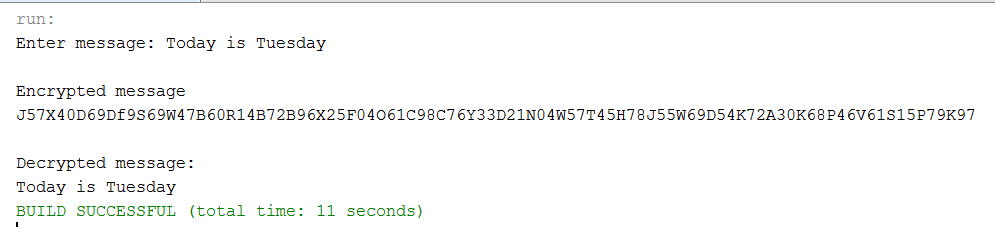 run:
Enter message: Today is Tuesday
Encrypted message
J57X40D69Df9S69W47B60R14B72B96X25F04O61C98C76Y33D21N04W57T45H78J55W69D54K72A30K68P46V61S15P79K97
Decrypted message:
Today is Tuesday
BUILD SUCCESSFUL (total time: 11 seconds)